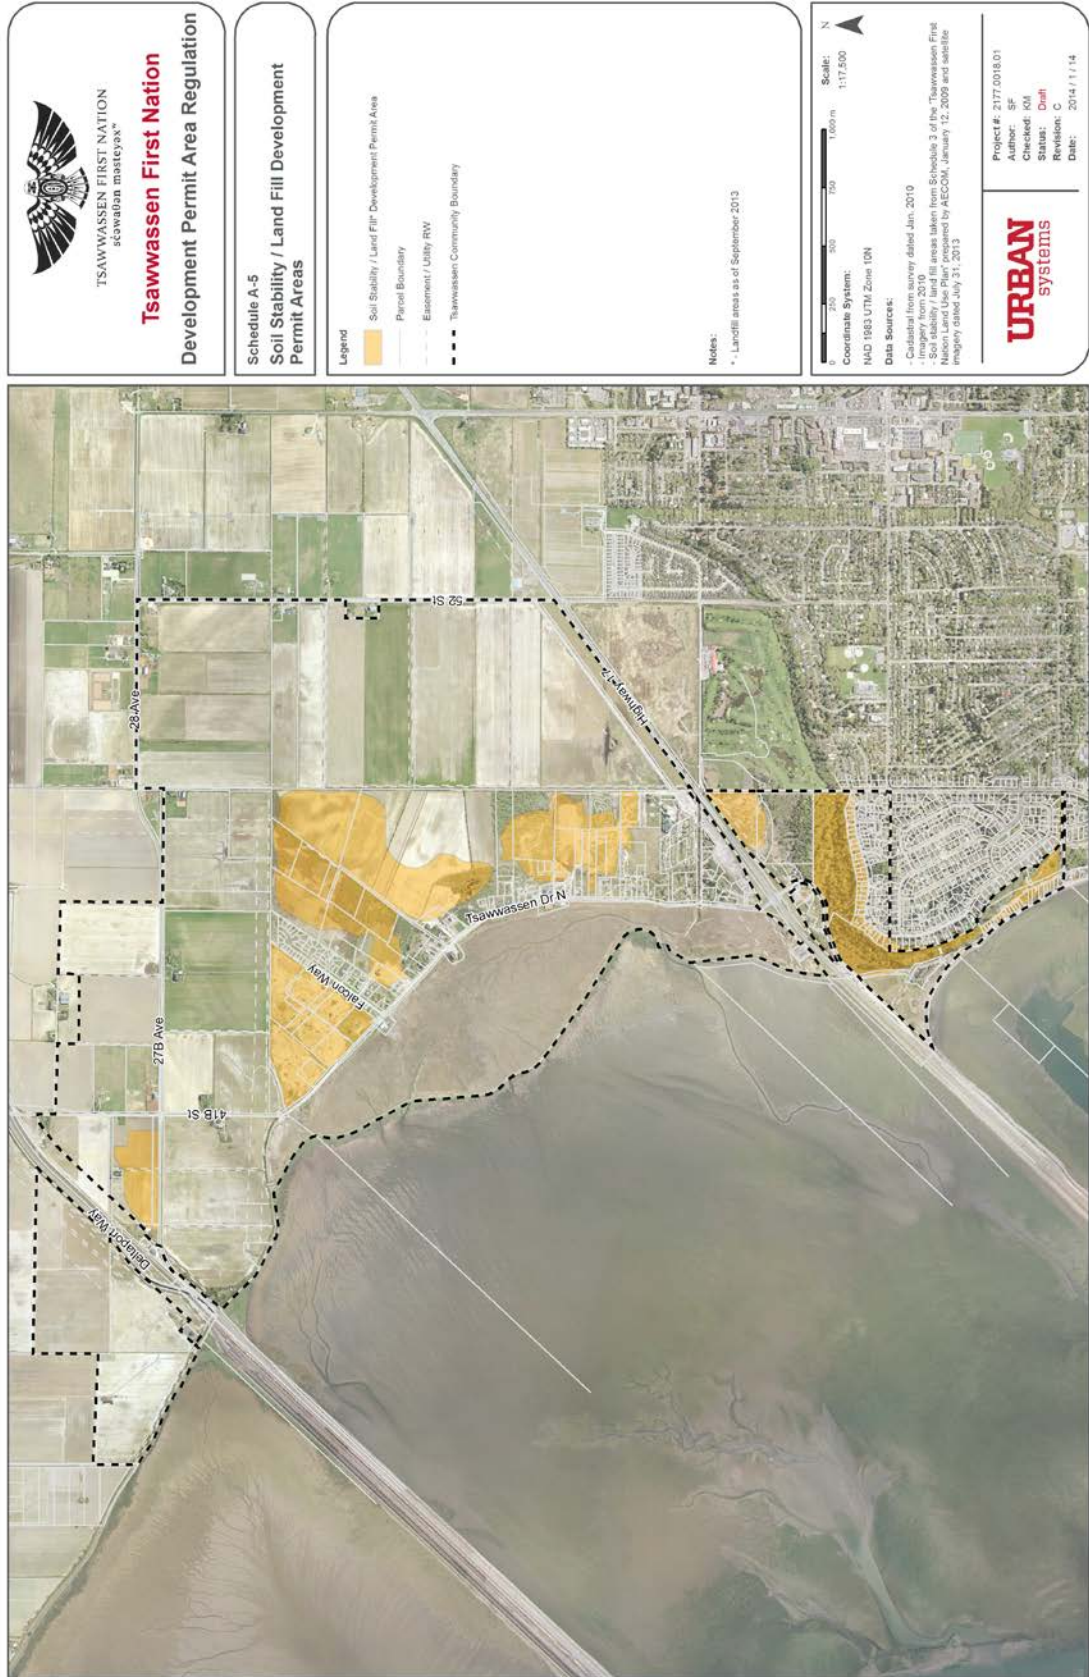 TSAWWASSEN FIRST NATION
sc̓əwaθən məsteyəxʷ
Tsawwassen First Nation
Development Permit Area Regulation
Schedule A-5
Soil Stability / Land Fill Development
Permit Areas
Legend
Soil Stability / Land Fill* Development Permit Area
Parcel Boundary
Easement / Utility RW
Tsawwassen Community Boundary
Notes:
* - Landfill areas as of September 2013
0 250 500 750 1,000 m
Scale:
1:17,500
N
Coordinate System:
NAD 1983 UTM Zone 10N
Data Sources:
- Cadastral from survey dated Jan. 2010
- Imagery from 2010
- Soil stability / land fill areas taken from Schedule 3 of the "Tsawwassen First
Nation Land Use Plan" prepared by AECOM, January 12, 2009 and satellite
imagery dated July 31, 2013
URBAN
systems
Project #: 2177.0018.01
Author: SF
Checked: KM
Status: Draft
Revision: C
Date: 2014 / 1 / 14
Deltaport Way
41B St
27B Ave
28 Ave
52 St
Highway 17
Falcon Way
Tsawwassen Dr N